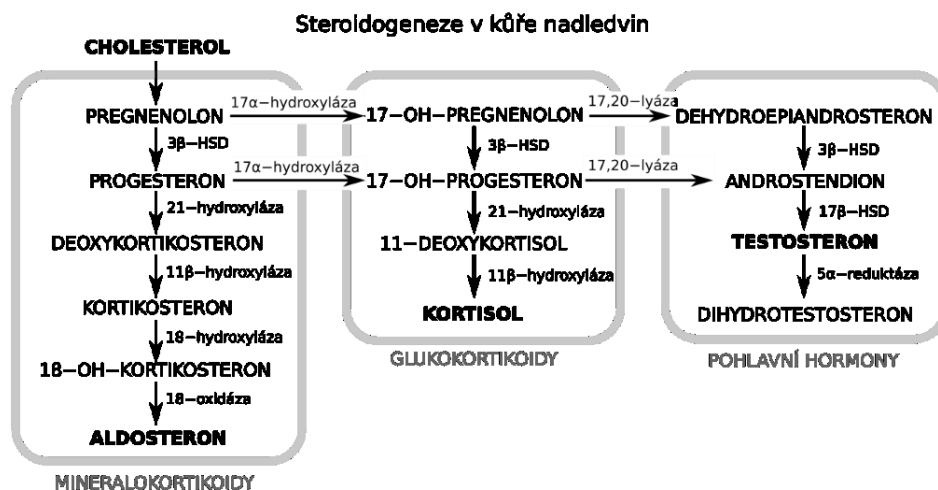 Steroidogeneze v kůře nadledvin
CHOLESTEROL
PREGNENOLON
17α−hydroxyláza
17−OH−PREGNENOLON
17,20−lyáza
DEHYDROEPIANDROSTERON
3β−HSD
3β−HSD
3β−HSD
PROGESTERON
17α−hydroxyláza
17−OH−PROGESTERON
17,20−lyáza
ANDROSTENDION
21−hydroxyláza
21−hydroxyláza
17β−HSD
DEOXYKORTIKOSTERON
11−DEOXYKORTISOL
TESTOSTERON
11β−hydroxyláza
11β−hydroxyláza
5α−reduktáza
KORTIKOSTERON
KORTISOL
DIHYDROTESTOSTERON
18−hydroxyláza
GLUKOKORTIKOIDY
POHLAVNÍ HORMONY
18−OH−KORTIKOSTERON
18−oxidáza
ALDOSTERON
MINERALOKORTIKOIDY